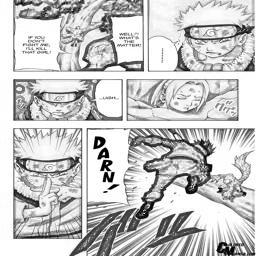 WELL?!
WHAT'S
THE
MATTER!
IF YOU
DON'T
FIGHT ME,
I'LL KILL
THAT GIRL!
...UGH...
DARN!